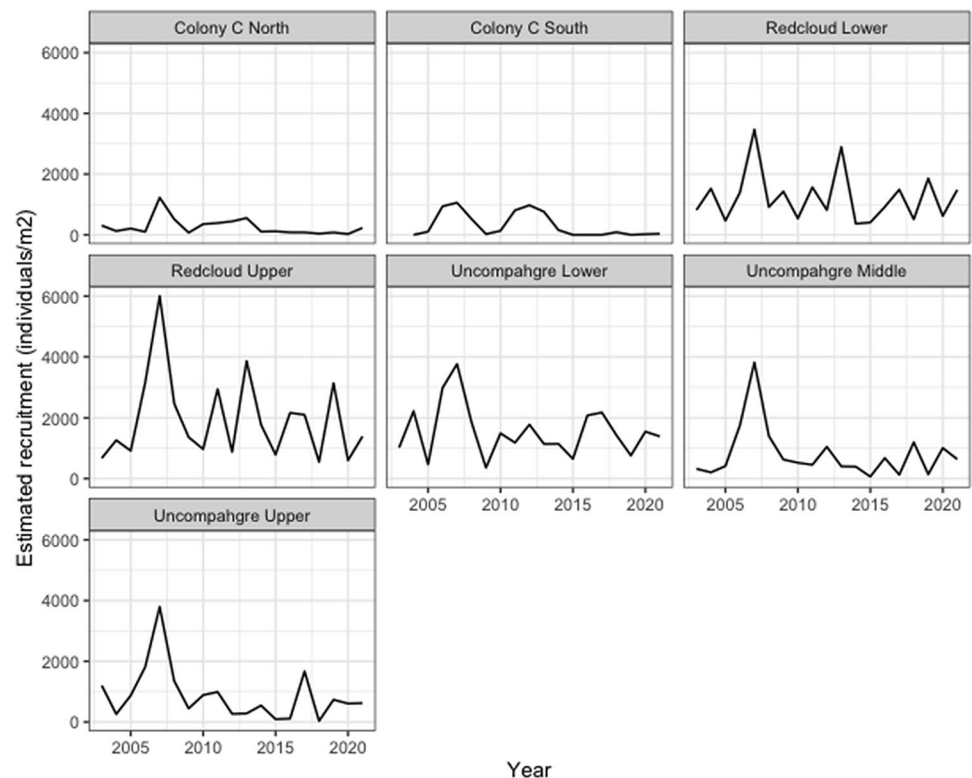 Colony C North
Colony C South
Redcloud Lower
6000
4000
2000
0
Redcloud Upper
Uncompahgre Lower
Uncompahgre Middle
6000
4000
2000
0
2005 2010 2015 2020
2005 2010 2015 2020
Uncompahgre Upper
6000
4000
2000
0
2005 2010 2015 2020
Estimated recruitment (individuals/m2)
Year